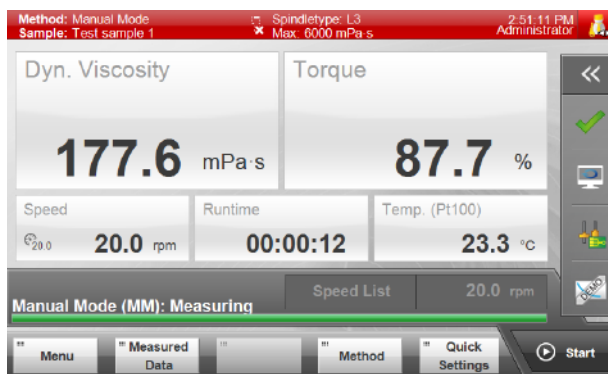 Method: Manual Mode
Sample: Test sample 1
Spindletype: L3
Max: 6000 mPa·s
2:51:11 PM
Administrator
Dyn. Viscosity
177.6 mPa·s
Torque
87.7 %
Speed
20.0
20.0 rpm
Runtime
00:00:12
Temp. (Pt100)
23.3 °C
Manual Mode (MM): Measuring
Speed List
20.0 rpm
DEMO
Menu
Measured
Data
Method
Quick
Settings
Start